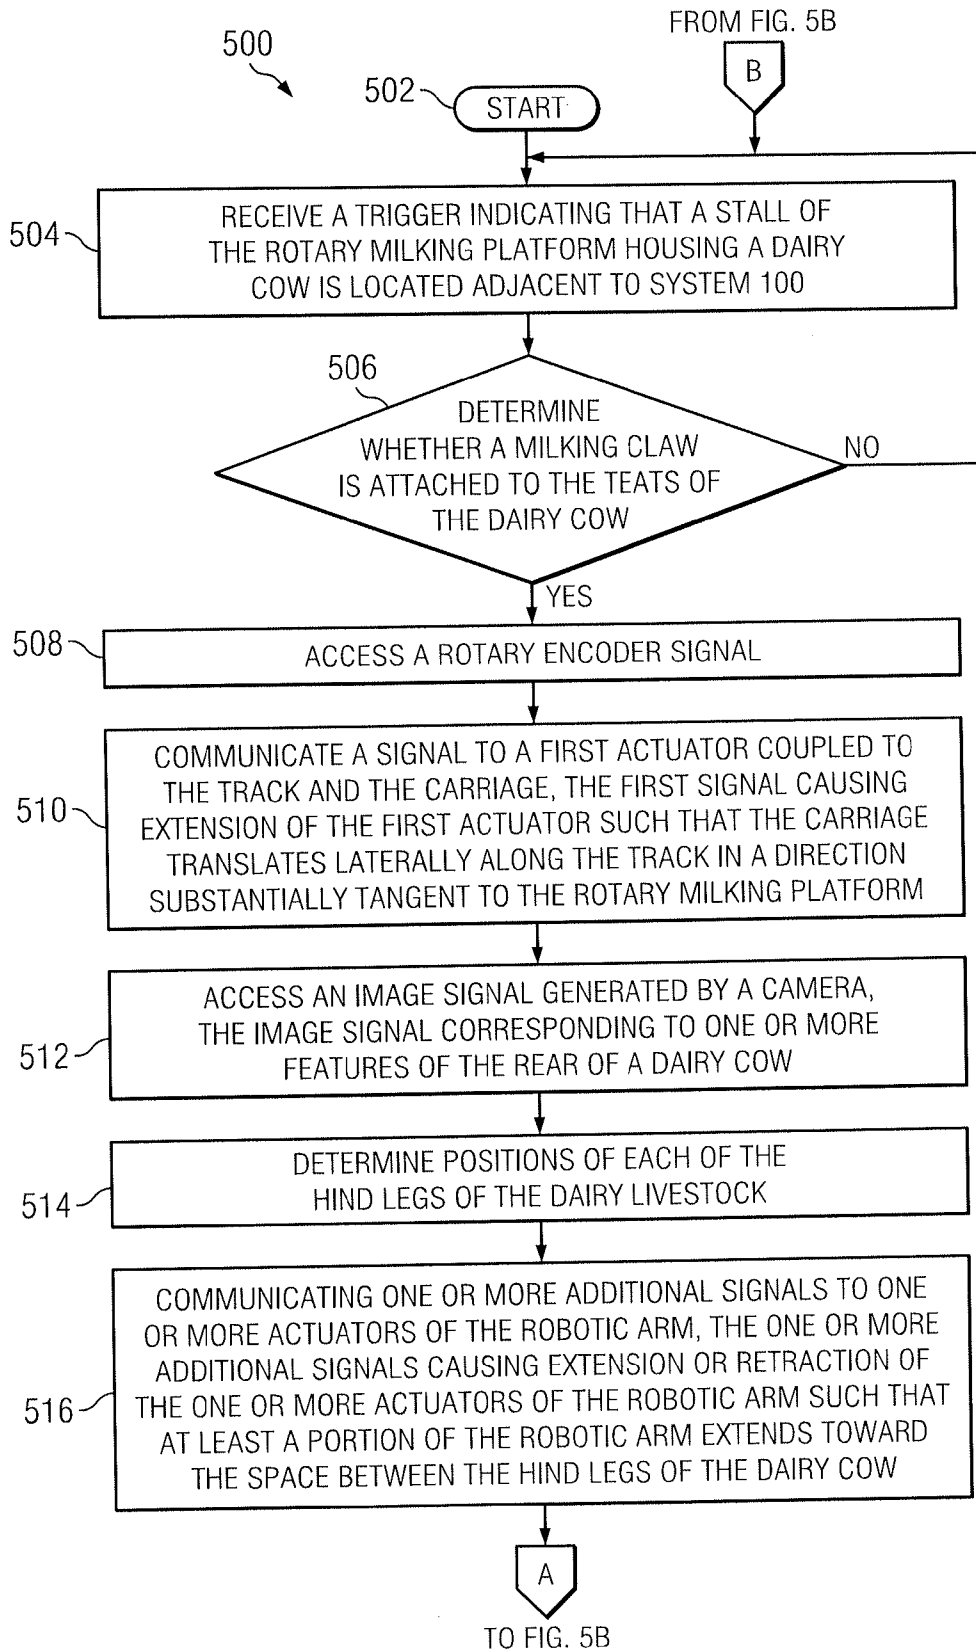 FROM FIG. 5B
B
500
502
START
504
RECEIVE A TRIGGER INDICATING THAT A STALL OF
THE ROTARY MILKING PLATFORM HOUSING A DAIRY
COW IS LOCATED ADJACENT TO SYSTEM 100
506
DETERMINE
WHETHER A MILKING CLAW
IS ATTACHED TO THE TEATS OF
THE DAIRY COW
NO
YES
508
ACCESS A ROTARY ENCODER SIGNAL
510
COMMUNICATE A SIGNAL TO A FIRST ACTUATOR COUPLED TO
THE TRACK AND THE CARRIAGE, THE FIRST SIGNAL CAUSING
EXTENSION OF THE FIRST ACTUATOR SUCH THAT THE CARRIAGE
TRANSLATES LATERALLY ALONG THE TRACK IN A DIRECTION
SUBSTANTIALLY TANGENT TO THE ROTARY MILKING PLATFORM
512
ACCESS AN IMAGE SIGNAL GENERATED BY A CAMERA,
THE IMAGE SIGNAL CORRESPONDING TO ONE OR MORE
FEATURES OF THE REAR OF A DAIRY COW
514
DETERMINE POSITIONS OF EACH OF THE
HIND LEGS OF THE DAIRY LIVESTOCK
516
COMMUNICATING ONE OR MORE ADDITIONAL SIGNALS TO ONE
OR MORE ACTUATORS OF THE ROBOTIC ARM, THE ONE OR MORE
ADDITIONAL SIGNALS CAUSING EXTENSION OR RETRACTION OF
THE ONE OR MORE ACTUATORS OF THE ROBOTIC ARM SUCH THAT
AT LEAST A PORTION OF THE ROBOTIC ARM EXTENDS TOWARD
THE SPACE BETWEEN THE HIND LEGS OF THE DAIRY COW
A
TO FIG. 5B